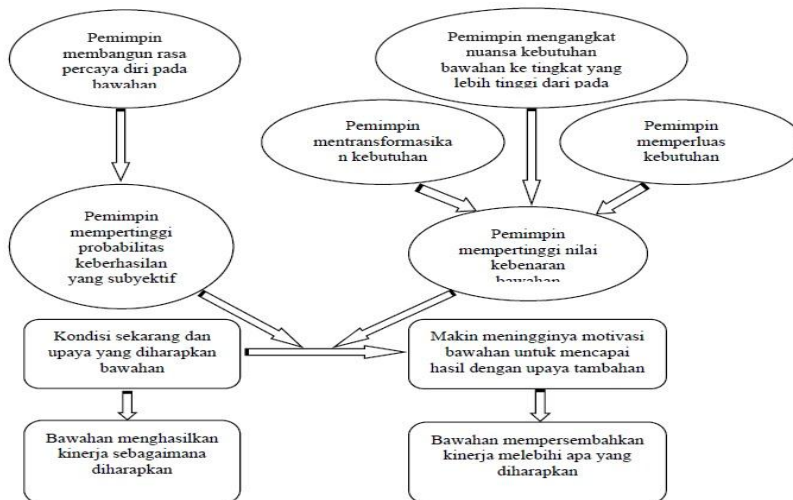 Pemimpin
membangun rasa
percaya diri pada
bawahan
Pemimpin mengangkat
nuansa kebutuhan
bawahan ke tingkat yang
lebih tinggi dari pada
Pemimpin
mentransformasika
n kebutuhan
Pemimpin
memperluas
kebutuhan
Pemimpin
mempertinggi
probabilitas
keberhasilan
yang subyektif
Pemimpin
mempertinggi nilai
kebenaran
bawahan
Kondisi sekarang dan
upaya yang diharapkan
bawahan
Makin meningginya motivasi
bawahan untuk mencapai
hasil dengan upaya tambahan
Bawahan menghasilkan
kinerja sebagaimana
diharapkan
Bawahan mempersembahkan
kinerja melebihi apa yang
diharapkan